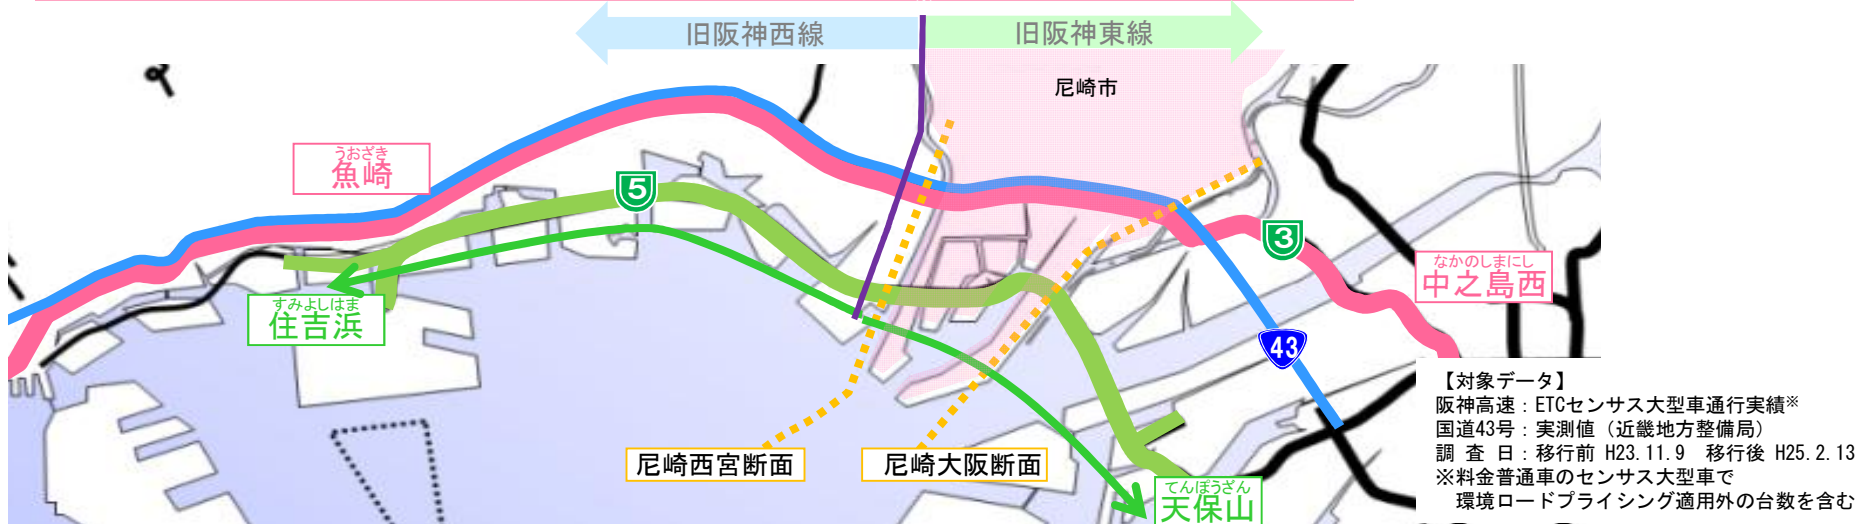 旧阪神西線
旧阪神東線
尼崎市
うおざき
魚崎
5
3
なかのしまにし
中之島西
すみよしはま
住吉浜
43
尼崎西宮断面
尼崎大阪断面
てんぽうざん
天保山
【対象データ】
阪神高速：ETCセンサス大型車通行実績※
国道43号：実測値（近畿地方整備局）
調 査 日：移行前 H23.11.9　移行後 H25.2.13
※料金普通車のセンサス大型車で
環境ロードプライシング適用外の台数を含む